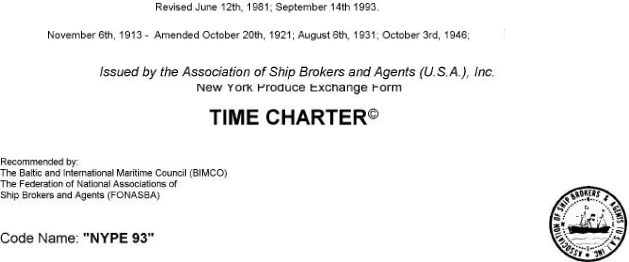 Revised June 12th, 1981; September 14th 1993.
November 6th, 1913 - Amended October 20th, 1921; August 6th, 1931; October 3rd, 1946;
Issued by the Association of Ship Brokers and Agents (U.S.A.), Inc.
New York Produce Exchange Form
TIME CHARTER©
Recommended by:
The Baltic and International Maritime Council (BIMCO)
The Federation of National Associations of
Ship Brokers and Agents (FONASBA)
ASSOCIATION OF SHIP BROKERS & AGENTS (U.S.A.) INC.
Code Name: "NYPE 93"